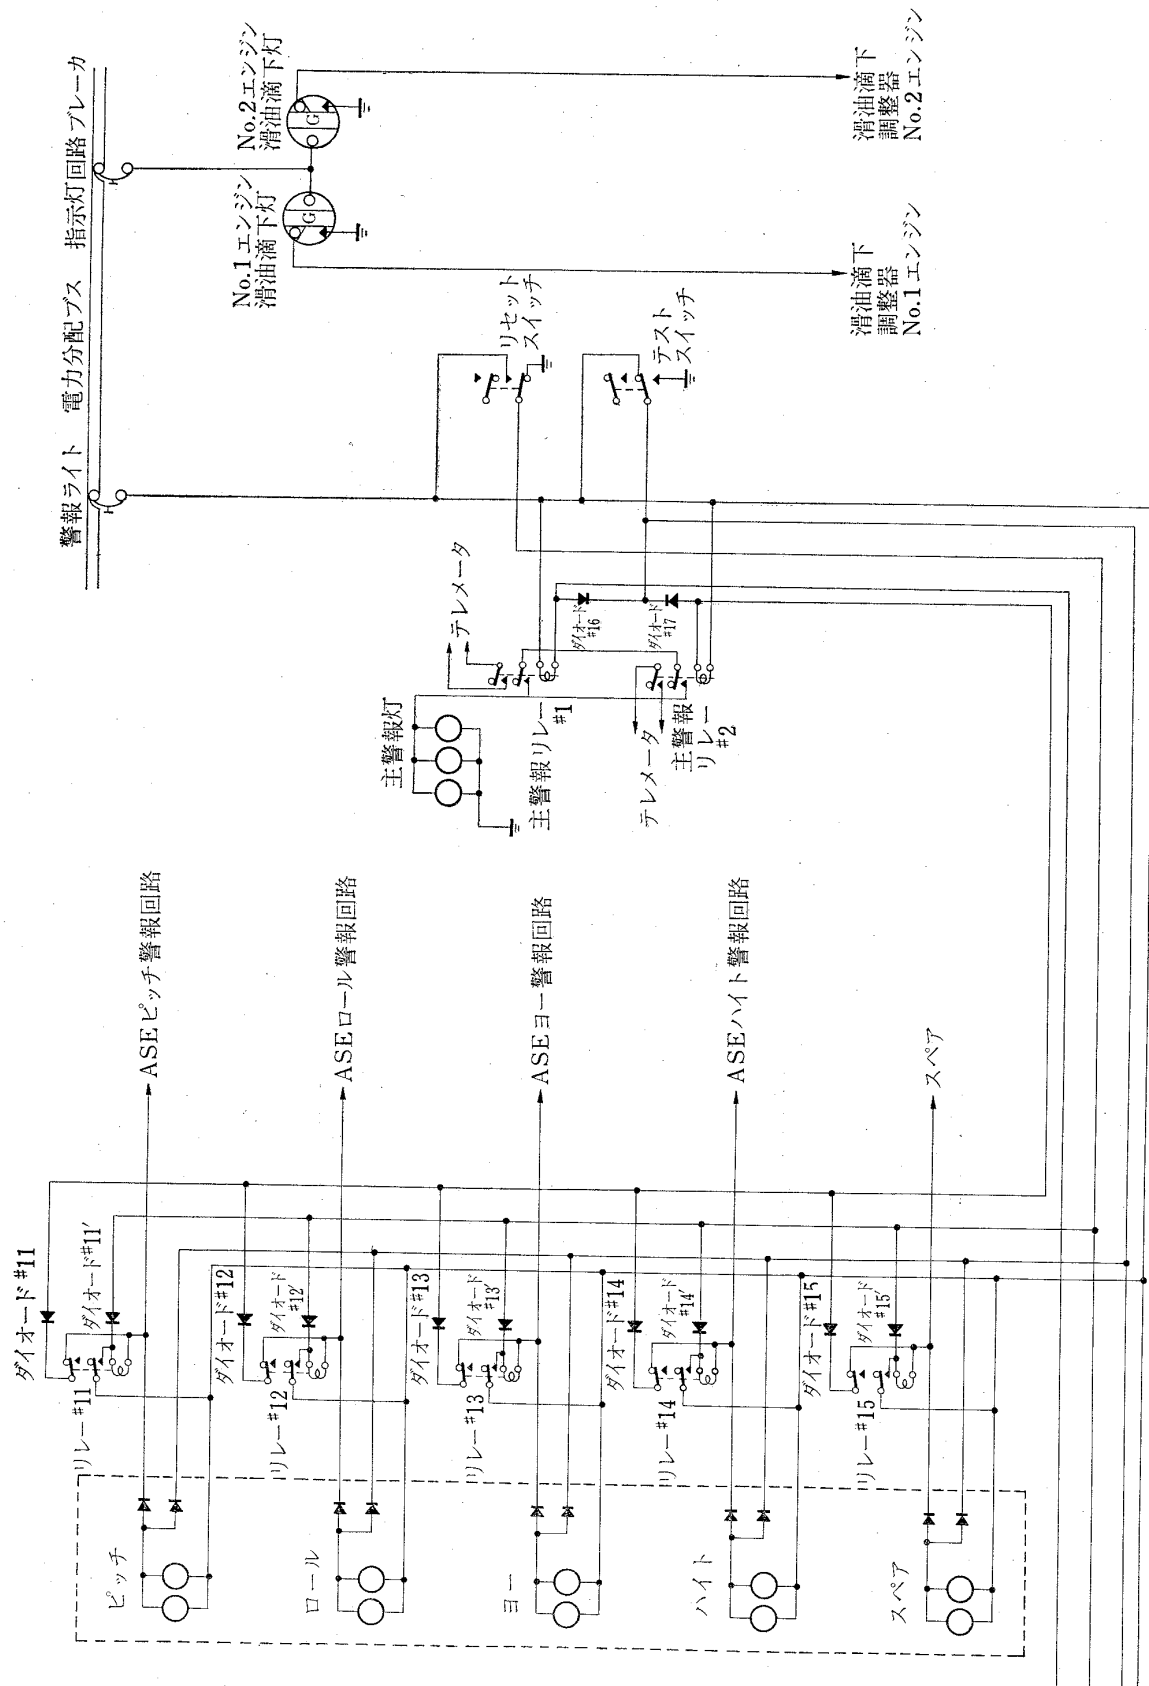 警報ライト 電力分配ブス 指示灯回路ブレーカ
No.1エンジン
滑油滴下灯
No.2エンジン
滑油滴下灯
滑油滴下
調整器
No.1エンジン
滑油滴下
調整器
No.2エンジン
リセット
スイッチ
テスト
スイッチ
テレメータ
ダイオード
#16
ダイオード
#17
主警報灯
主警報リレー
#1
テレメータ
主警報
リレー
#2
ASEピッチ警報回路
ASEロール警報回路
ASEヨー警報回路
ASEハイト警報回路
スペア
ダイオード#11
ダイオード#11′
リレー#11
ダイオード#12
ダイオード
#12′
リレー#12
ダイオード#13
ダイオード
#13′
リレー#13
ダイオード#14
ダイオード
#14′
リレー#14
ダイオード#15
ダイオード
#15′
リレー#15
ピッチ
ロール
ヨー
ハイト
スペア
G
G